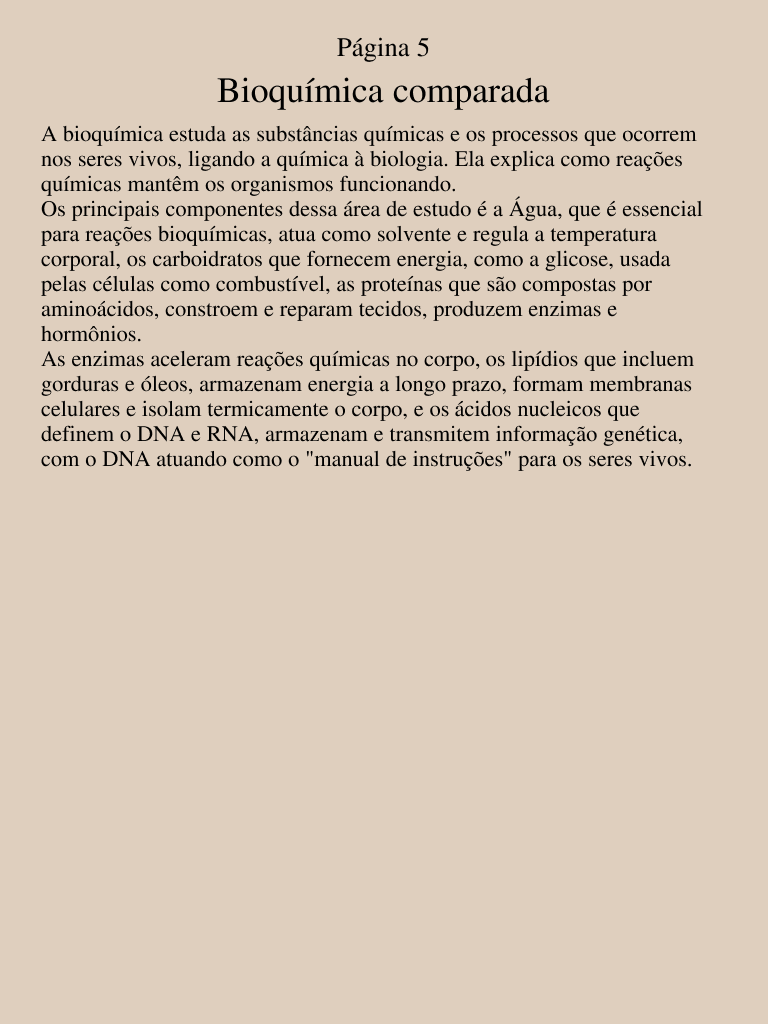 Página 5
Bioquímica comparada
A bioquímica estuda as substâncias químicas e os processos que ocorrem
nos seres vivos, ligando a química à biologia. Ela explica como reações
químicas mantêm os organismos funcionando.
Os principais componentes dessa área de estudo é a Água, que é essencial
para reações bioquímicas, atua como solvente e regula a temperatura
corporal, os carboidratos que fornecem energia, como a glicose, usada
pelas células como combustível, as proteínas que são compostas por
aminoácidos, constroem e reparam tecidos, produzem enzimas e
hormônios.
As enzimas aceleram reações químicas no corpo, os lipídios que incluem
gorduras e óleos, armazenam energia a longo prazo, formam membranas
celulares e isolam termicamente o corpo, e os ácidos nucleicos que
definem o DNA e RNA, armazenam e transmitem informação genética,
com o DNA atuando como o "manual de instruções" para os seres vivos.